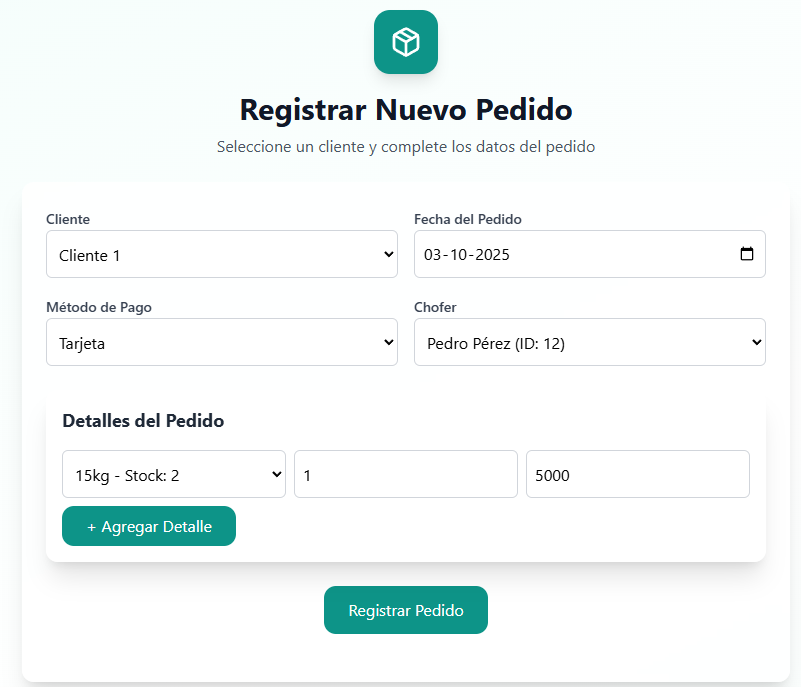 Registrar Nuevo Pedido
Seleccione un cliente y complete los datos del pedido
Cliente
Fecha del Pedido
Cliente 1
03-10-2025
Método de Pago
Chofer
Tarjeta
Pedro Pérez (ID: 12)
Detalles del Pedido
15kg - Stock: 2
1
5000
+ Agregar Detalle
Registrar Pedido